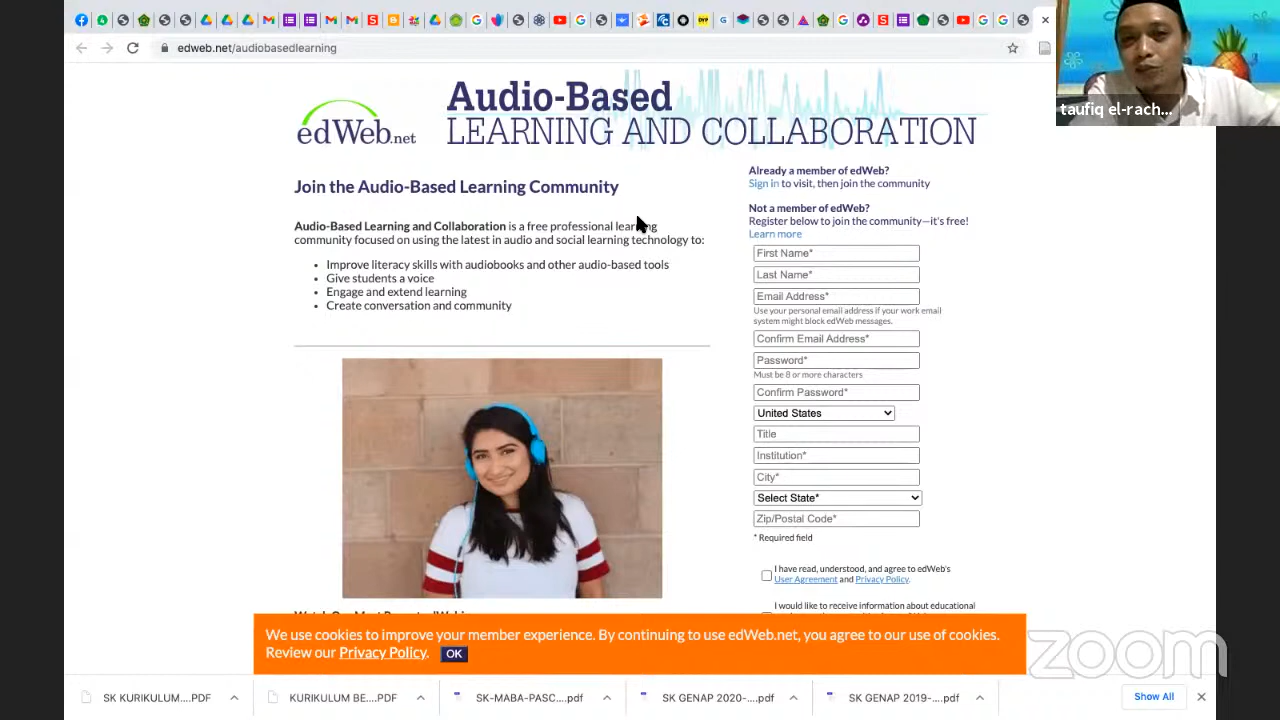 edweb.net/audiobasedlearning
taufiq el-rach...
edWeb.net
Audio-Based
LEARNING AND COLLABORATION
Join the Audio-Based Learning Community
Audio-Based Learning and Collaboration is a free professional learning
community focused on using the latest in audio and social learning technology to:
• Improve literacy skills with audiobooks and other audio-based tools
• Give students a voice
• Engage and extend learning
• Create conversation and community
Already a member of edWeb?
Sign in to visit, then join the community
Not a member of edWeb?
Register below to join the community—it's free!
Learn more
First Name*
Last Name*
Email Address*
Use your personal email address if your work email
system might block edWeb messages.
Confirm Email Address*
Password*
Must be 8 or more characters
Confirm Password*
United States
Title
Institution*
City*
Select State*
Zip/Postal Code*
* Required field
I have read, understood, and agree to edWeb's
User Agreement and Privacy Policy.
I would like to receive information about educational
We use cookies to improve your member experience. By continuing to use edWeb.net, you agree to our use of cookies.
Review our Privacy Policy. OK
zoom
SK KURIKULUM....PDF
KURIKULUM BE....PDF
SK-MABA-PASC....pdf
SK GENAP 2020-....pdf
SK GENAP 2019-....pdf
Show All